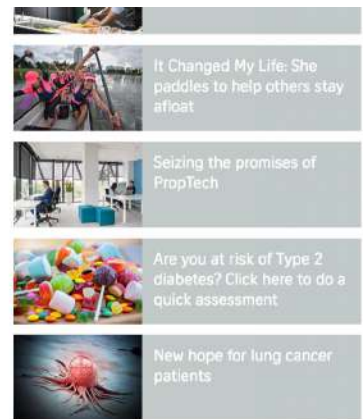 It Changed My Life: She
paddles to help others stay
afloat
Seizing the promises of
PropTech
Are you at risk of Type 2
diabetes? Click here to do a
quick assessment
New hope for lung cancer
patients